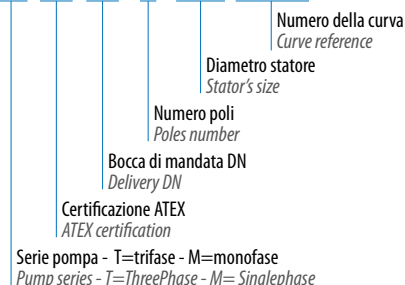 Numero della curva
Curve reference
Diametro statore
Stator's size
Numero poli
Poles number
Bocca di mandata DN
Delivery DN
Certificazione ATEX
ATEX certification
Serie pompa - T=trifase - M=monofase
Pump series - T=ThreePhase - M= Singlephase